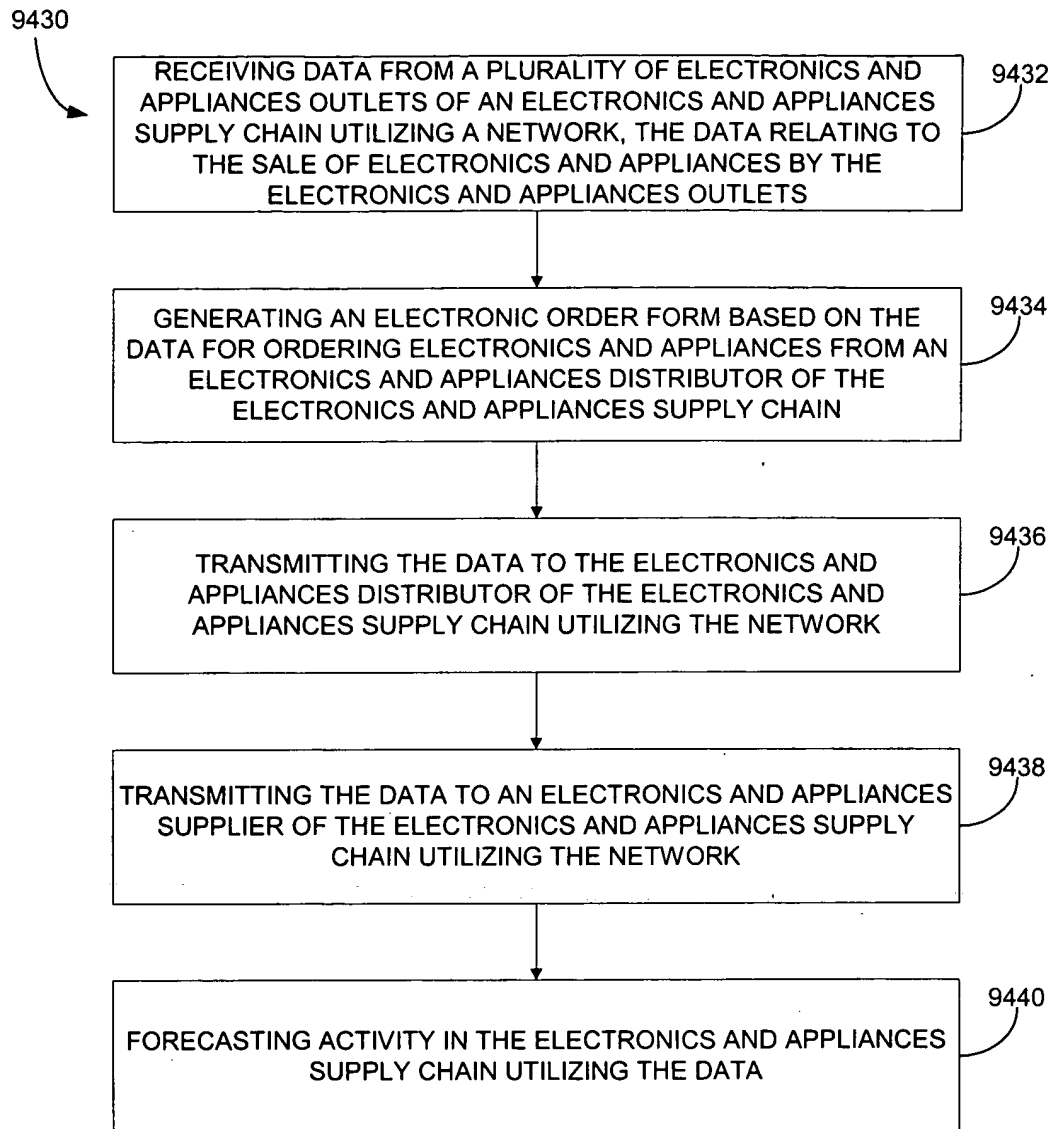 9430
RECEIVING DATA FROM A PLURALITY OF ELECTRONICS AND
APPLIANCES OUTLETS OF AN ELECTRONICS AND APPLIANCES
SUPPLY CHAIN UTILIZING A NETWORK, THE DATA RELATING TO
THE SALE OF ELECTRONICS AND APPLIANCES BY THE
ELECTRONICS AND APPLIANCES OUTLETS
9432
GENERATING AN ELECTRONIC ORDER FORM BASED ON THE
DATA FOR ORDERING ELECTRONICS AND APPLIANCES FROM AN
ELECTRONICS AND APPLIANCES DISTRIBUTOR OF THE
ELECTRONICS AND APPLIANCES SUPPLY CHAIN
9434
TRANSMITTING THE DATA TO THE ELECTRONICS AND
APPLIANCES DISTRIBUTOR OF THE ELECTRONICS AND
APPLIANCES SUPPLY CHAIN UTILIZING THE NETWORK
9436
TRANSMITTING THE DATA TO AN ELECTRONICS AND APPLIANCES
SUPPLIER OF THE ELECTRONICS AND APPLIANCES SUPPLY
CHAIN UTILIZING THE NETWORK
9438
FORECASTING ACTIVITY IN THE ELECTRONICS AND APPLIANCES
SUPPLY CHAIN UTILIZING THE DATA
9440